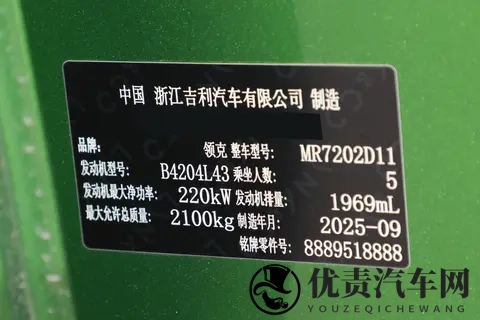 中国 浙江吉利汽车有限公司 制造
品牌: 领克 整车型号: MR7202D11
发动机型号: B4204L43 乘坐人数: 5
发动机最大净功率: 220kW 发动机排量: 1969mL
最大允许总质量: 2100kg 制造年月: 2025-09
铭牌零件号: 8889518888
优责汽车网
YOUZEQICHEWANG